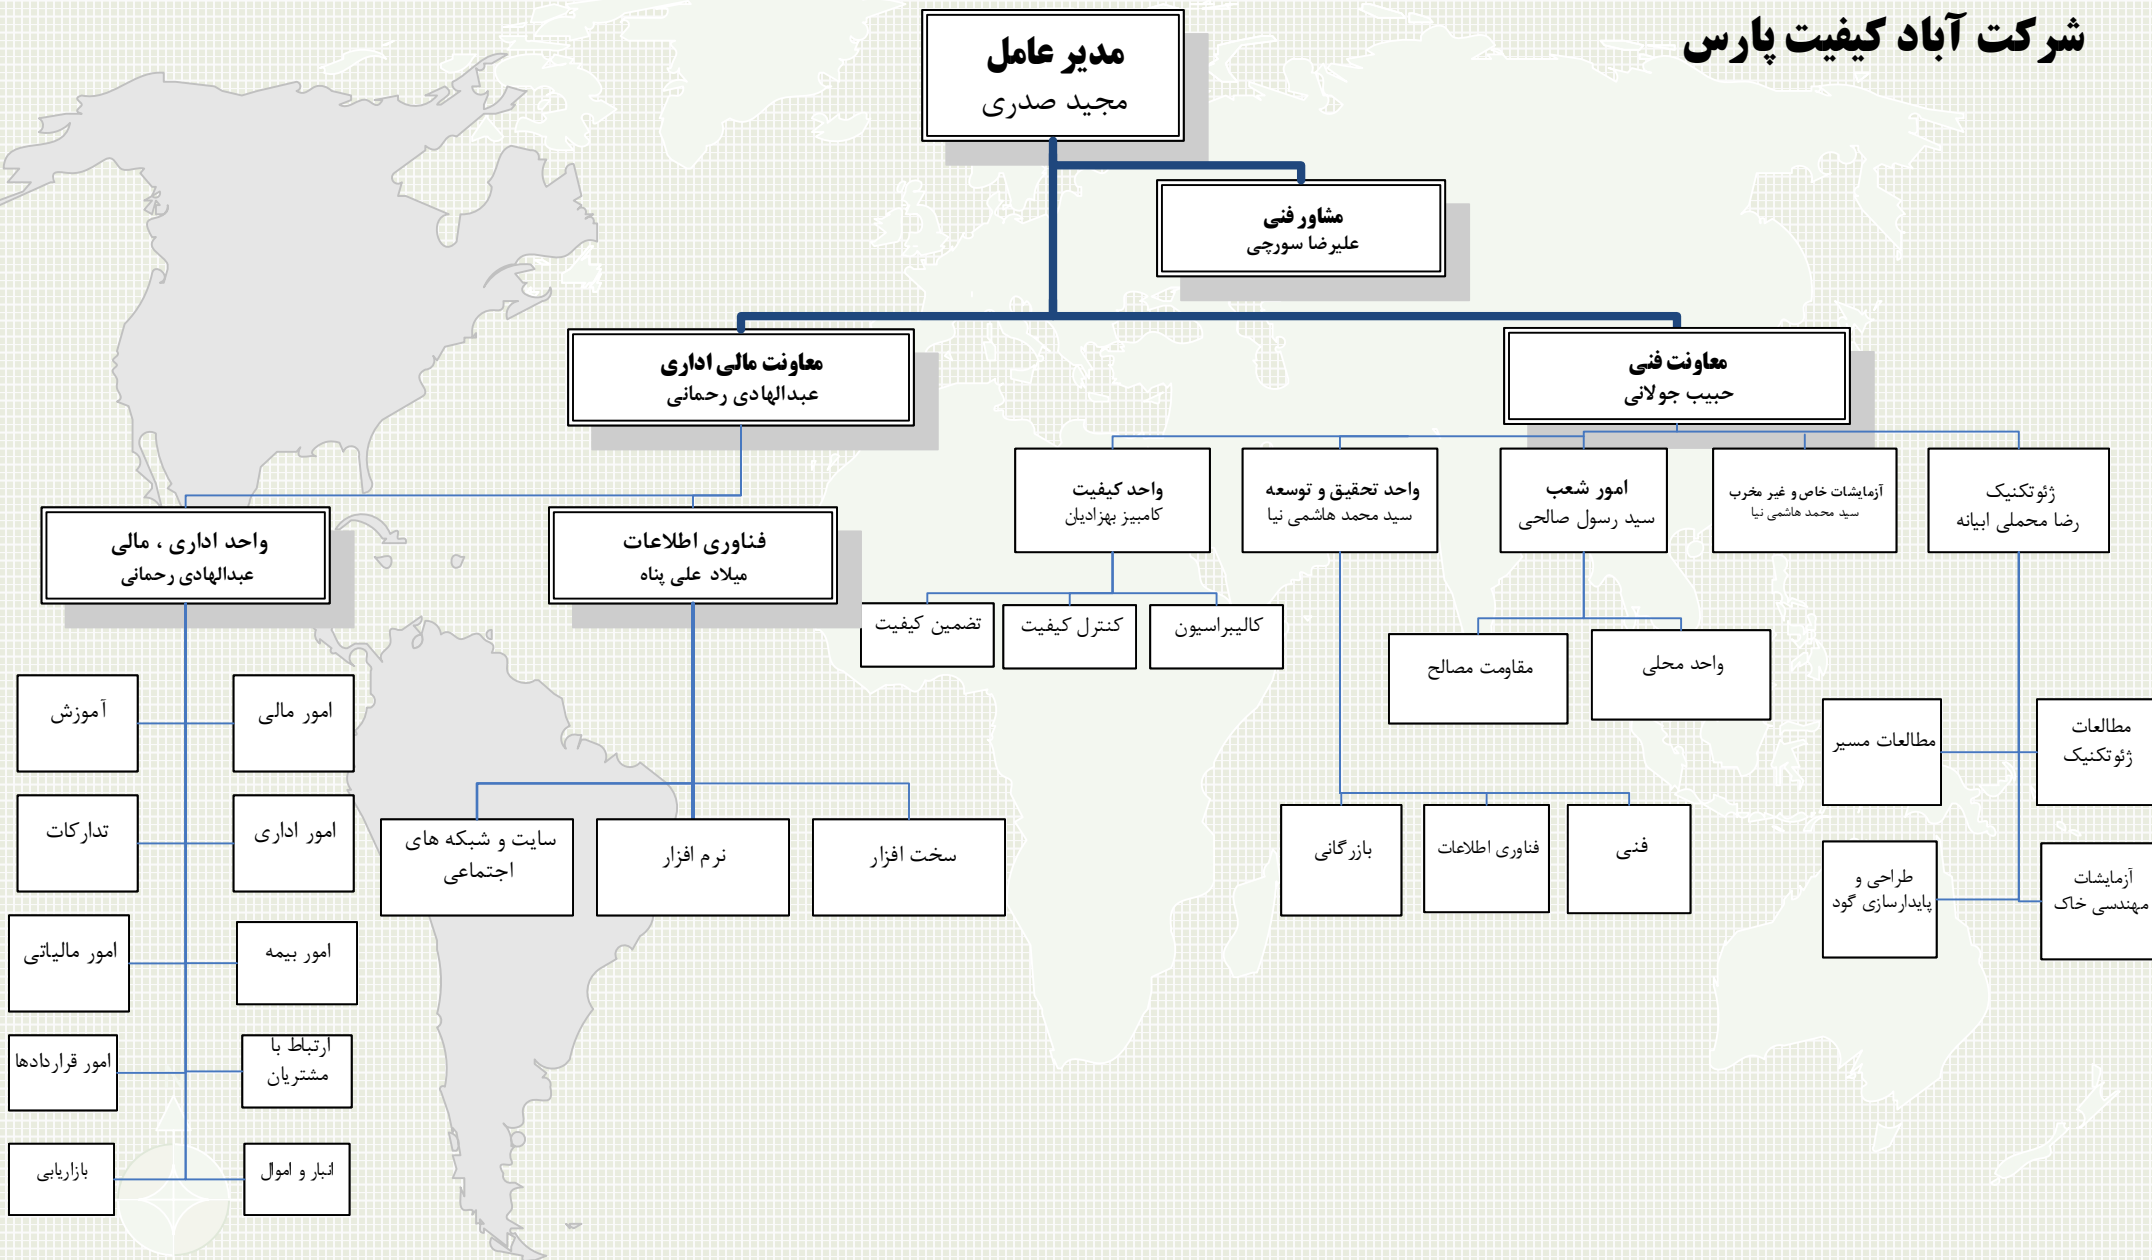 شرکت آباد کیفیت پارس
مدیر عامل
مجید صدری
مشاور فنی
علیرضا سورچی
معاونت فنی
حبیب جولانی
معاونت مالی اداری
عبدالهادی رحمانی
ژئوتکنیک
رضا محملی ابیانه
آزمایشات خاص و غیر مخرب
سید محمد هاشمی نیا
امور شعب
سید رسول صالحی
واحد تحقیق و توسعه
سید محمد هاشمی نیا
واحد کیفیت
کامبیز بهزادیان
فناوری اطلاعات
میلاد علی پناه
واحد اداری ، مالی
عبدالهادی رحمانی
کالیبراسیون
کنترل کیفیت
تضمین کیفیت
واحد محلی
مقاومت مصالح
مطالعات
ژئوتکنیک
مطالعات مسیر
آزمایشات
مهندسی خاک
طراحی و
پایدارسازی گود
فنی
فناوری اطلاعات
بازرگانی
سخت افزار
نرم افزار
سایت و شبکه های
اجتماعی
امور مالی
آموزش
امور اداری
تدارکات
امور بیمه
امور مالیاتی
ارتباط با
مشتریان
امور قراردادها
انبار و اموال
بازاریابی